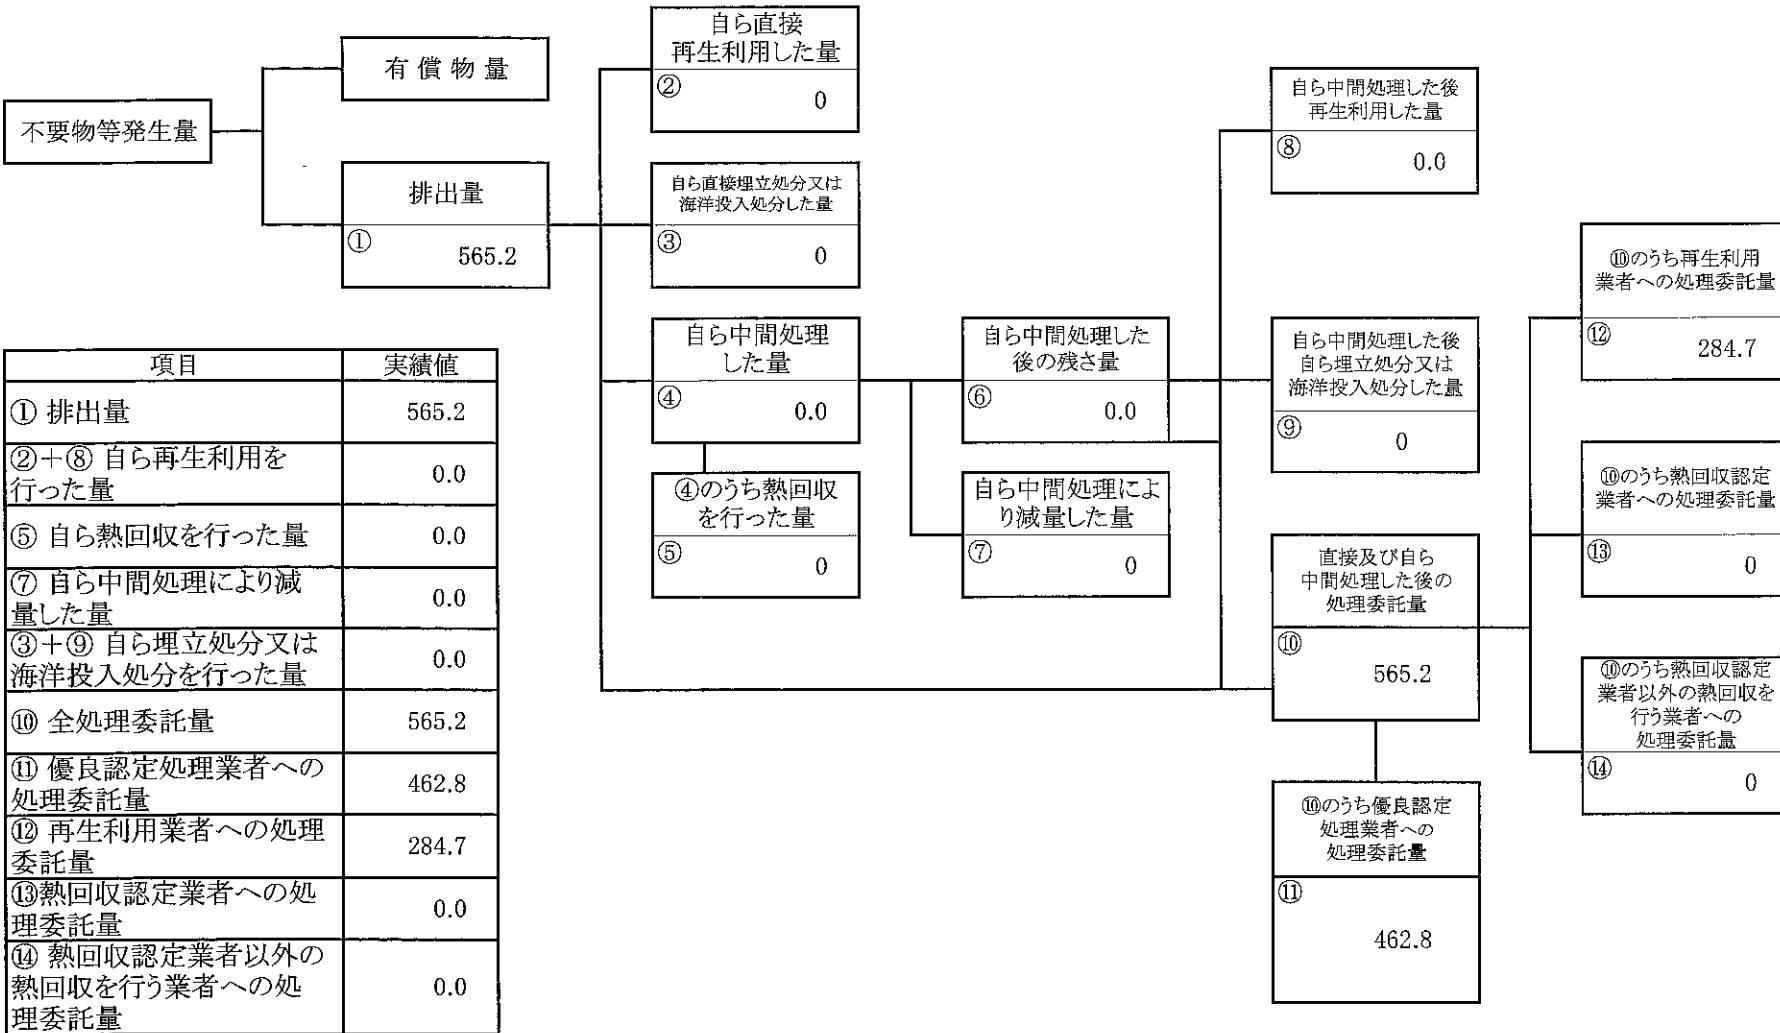 不要物等発生量
有償物量
排出量
①
565.2
自ら直接
再生利用した量
②
0
自ら直接埋立処分又は
海洋投入処分した量
③
0
自ら中間処理
した量
④
0.0
④のうち熱回収
を行った量
⑤
0
自ら中間処理した
後の残さ量
⑥
0.0
自ら中間処理によ
り減量した量
⑦
0
自ら中間処理した後
再生利用した量
⑧
0.0
自ら中間処理した後
自ら埋立処分又は
海洋投入処分した量
⑨
0
直接及び自ら
中間処理した後の
処理委託量
⑩
565.2
⑩のうち優良認定
処理業者への
処理委託量
⑪
462.8
⑩のうち再生利用
業者への処理委託量
⑫
284.7
⑩のうち熱回収認定
業者への処理委託量
⑬
0
⑩のうち熱回収認定
業者以外の熱回収を
行う業者への
処理委託量
⑭
0
項目 実績値
① 排出量 565.2
②+⑧ 自ら再生利用を
行った量 0.0
⑤ 自ら熱回収を行った量 0.0
⑦ 自ら中間処理により減
量した量 0.0
③+⑨ 自ら埋立処分又は
海洋投入処分を行った量 0.0
⑩ 全処理委託量 565.2
⑪ 優良認定処理業者への
処理委託量 462.8
⑫ 再生利用業者への処理
委託量 284.7
⑬熱回収認定業者への処
理委託量 0.0
⑭ 熱回収認定業者以外の
熱回収を行う業者への処
理委託量 0.0